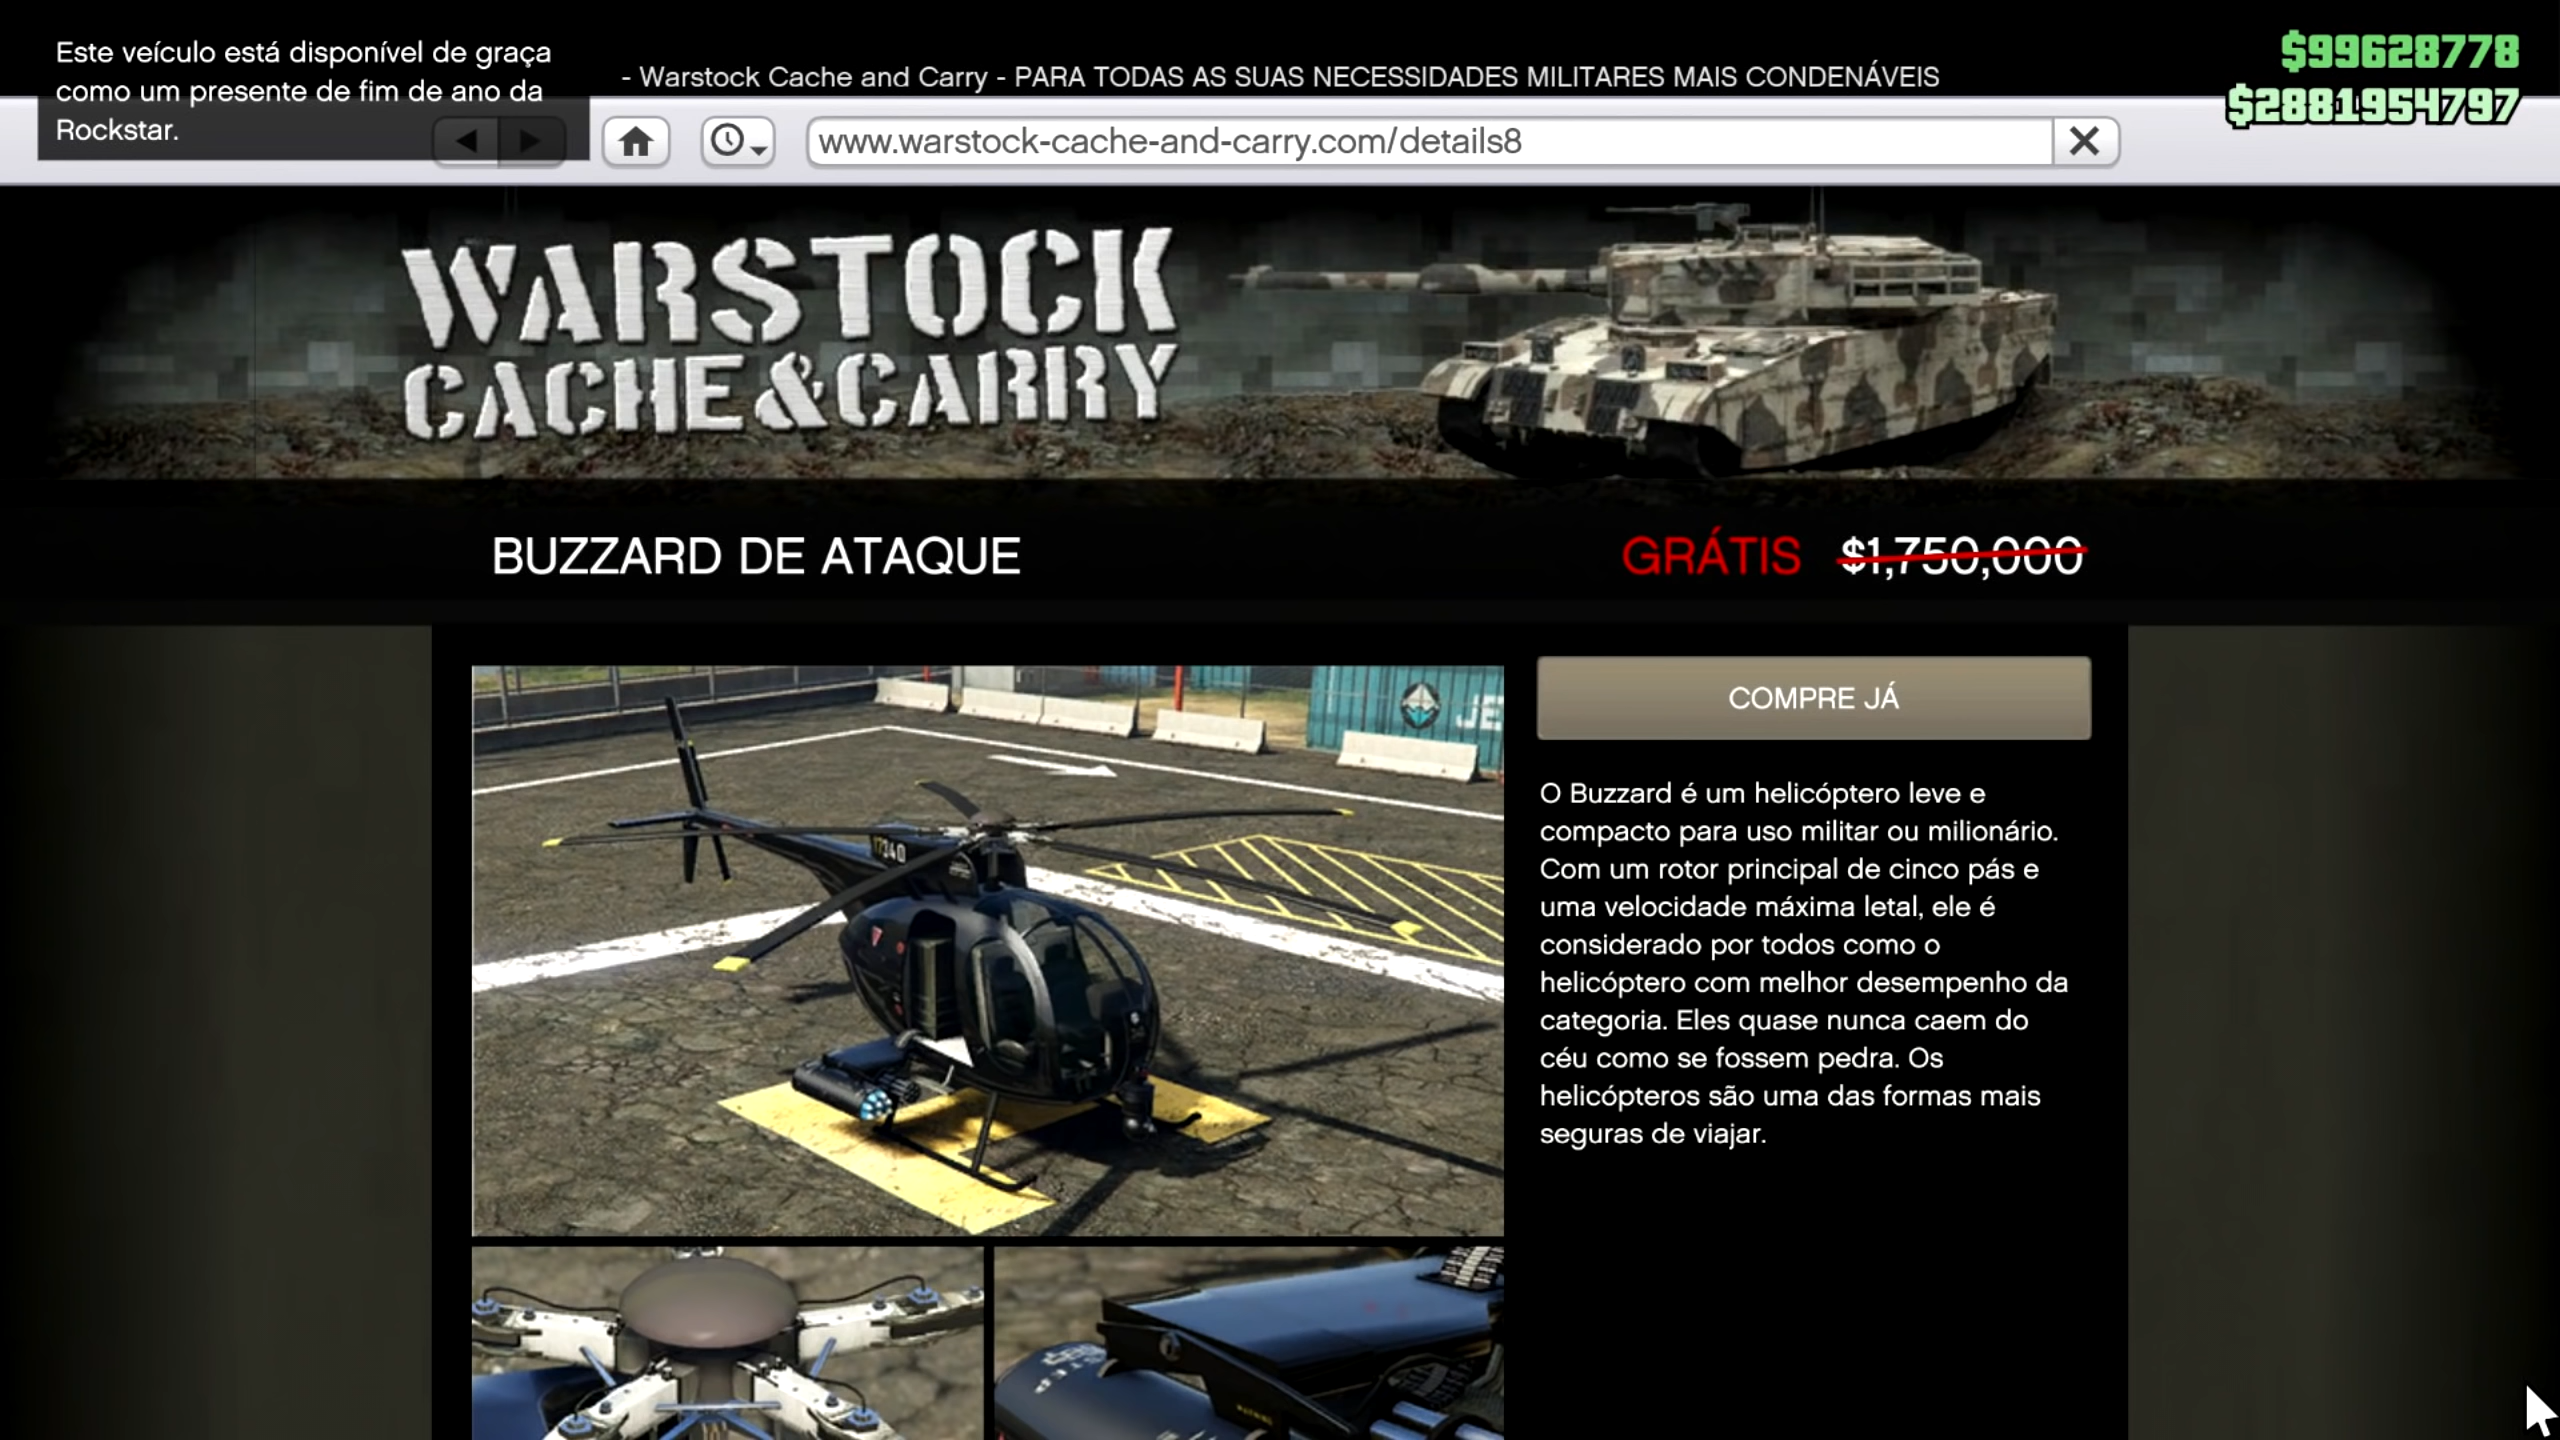 Este veículo está disponível de graça
como um presente de fim de ano da
Rockstar.
- Warstock Cache and Carry - PARA TODAS AS SUAS NECESSIDADES MILITARES MAIS CONDENÁVEIS
$99628778
$2881954797
www.warstock-cache-and-carry.com/details8
WARSTOCK
CACHE&CARRY
BUZZARD DE ATAQUE
GRÁTIS $1,750,000
COMPRE JÁ
O Buzzard é um helicóptero leve e
compacto para uso militar ou milionário.
Com um rotor principal de cinco pás e
uma velocidade máxima letal, ele é
considerado por todos como o
helicóptero com melhor desempenho da
categoria. Eles quase nunca caem do
céu como se fossem pedra. Os
helicópteros são uma das formas mais
seguras de viajar.
JE